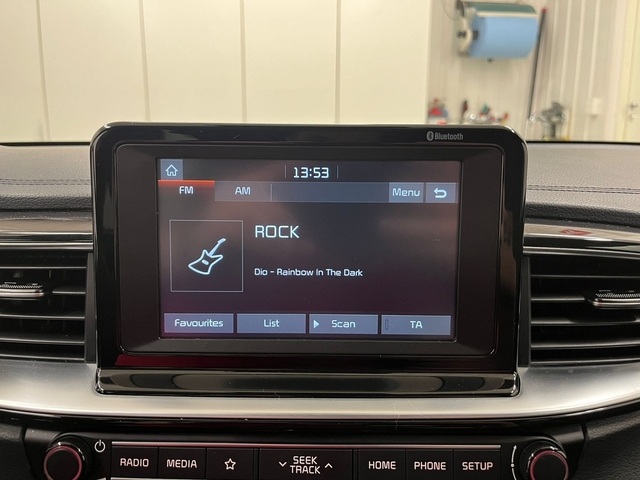 Bluetooth
13:53
FM AM Menu
ROCK
Dio - Rainbow In The Dark
Favourites List Scan TA
RADIO MEDIA SEEK TRACK HOME PHONE SETUP